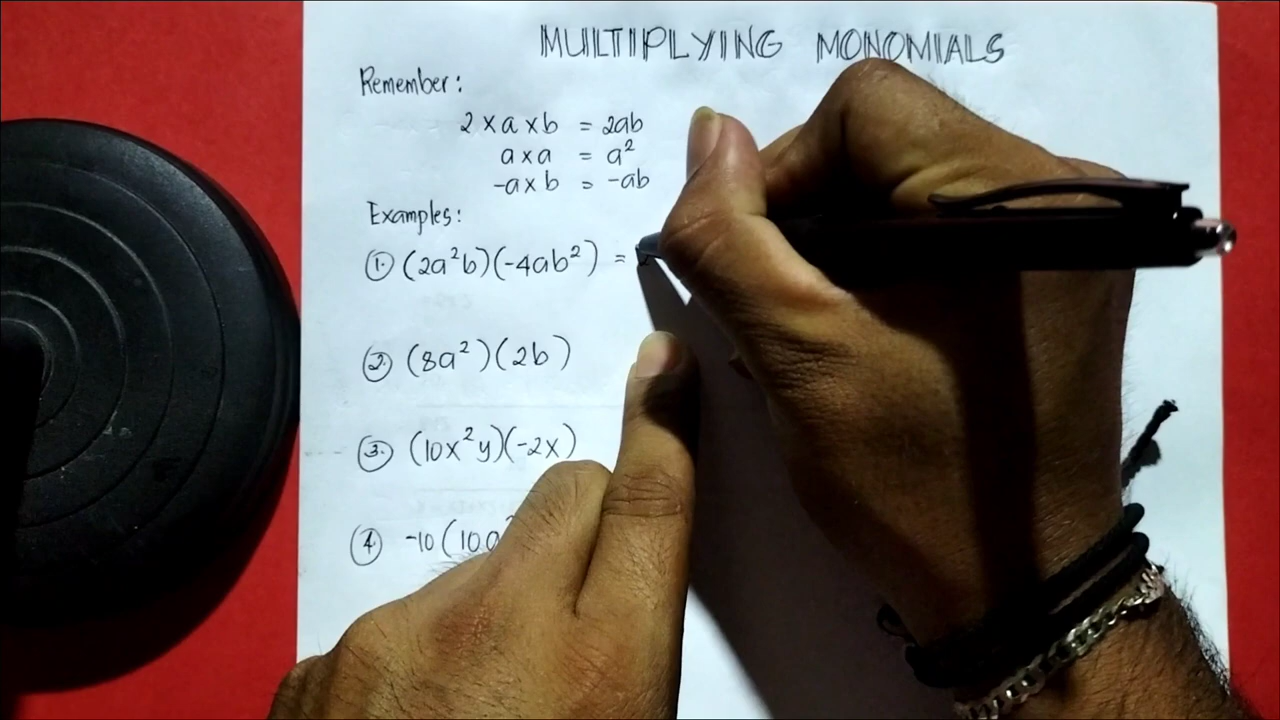 MULTIPLYING MONOMIALS
Remember:
2 × a × b = 2ab
a × a = a²
-a × b = -ab
Examples:
1. (2a²b)(-4ab²) =
2. (8a²)(2b)
3. (10x²y)(-2x)
4. -10(10a